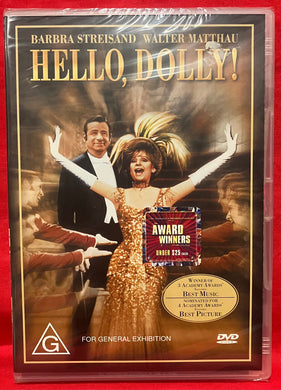 BARBRA STREISAND WALTER MATTHAU
HELLO, DOLLY!
AWARD
WINNERS
UNDER $25
WINNER OF
3 ACADEMY AWARDS
BEST MUSIC
NOMINATED FOR
4 ACADEMY AWARDS
BEST PICTURE
G
FOR GENERAL EXHIBITION
DVD